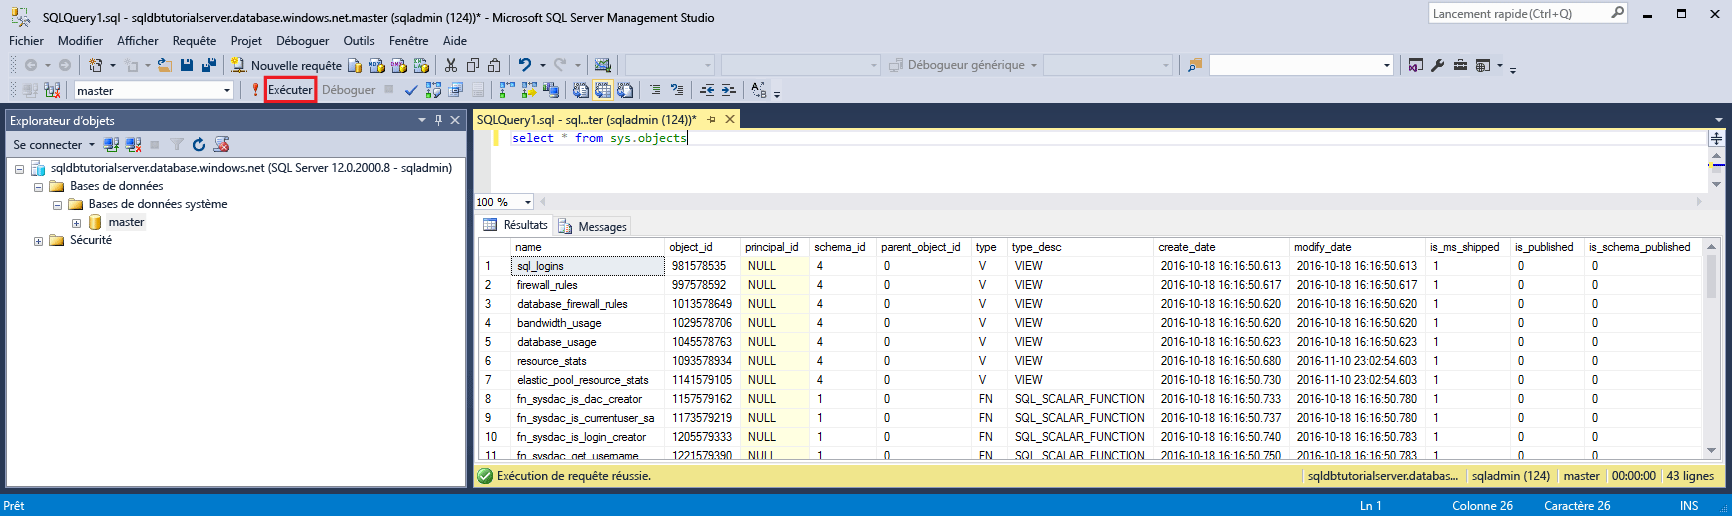 SQLQuery1.sql - sqldbtutorialserver.database.windows.net.master (sqladmin (124))* - Microsoft SQL Server Management Studio
Lancement rapide (Ctrl+Q)
Fichier Modifier Afficher Requête Projet Déboguer Outils Fenêtre Aide
Nouvelle requête
Débogueur générique
master
Exécuter
Déboguer
Explorateur d'objets
Se connecter
sqldbtutorialserver.database.windows.net (SQL Server 12.0.2000.8 - sqladmin)
Bases de données
Bases de données système
master
Sécurité
SQLQuery1.sql - sql...ter (sqladmin (124))*
select * from sys.objects
100 %
Résultats Messages
name object_id principal_id schema_id parent_object_id type type_desc create_date modify_date is_ms_shipped is_published is_schema_published
1 sql_logins 981578535 NULL 4 0 V VIEW 2016-10-18 16:16:50.613 2016-10-18 16:16:50.613 1 0 0
2 firewall_rules 997578592 NULL 4 0 V VIEW 2016-10-18 16:16:50.617 2016-10-18 16:16:50.617 1 0 0
3 database_firewall_rules 1013578649 NULL 4 0 V VIEW 2016-10-18 16:16:50.620 2016-10-18 16:16:50.620 1 0 0
4 bandwidth_usage 1029578706 NULL 4 0 V VIEW 2016-10-18 16:16:50.620 2016-10-18 16:16:50.620 1 0 0
5 database_usage 1045578763 NULL 4 0 V VIEW 2016-10-18 16:16:50.623 2016-10-18 16:16:50.623 1 0 0
6 resource_stats 1093578934 NULL 4 0 V VIEW 2016-10-18 16:16:50.680 2016-11-10 23:02:54.603 1 0 0
7 elastic_pool_resource_stats 1141579105 NULL 4 0 V VIEW 2016-10-18 16:16:50.730 2016-11-10 23:02:54.603 1 0 0
8 fn_sysdac_is_dac_creator 1157579162 NULL 1 0 FN SQL_SCALAR_FUNCTION 2016-10-18 16:16:50.733 2016-10-18 16:16:50.780 1 0 0
9 fn_sysdac_is_currentuser_sa 1173579219 NULL 1 0 FN SQL_SCALAR_FUNCTION 2016-10-18 16:16:50.737 2016-10-18 16:16:50.780 1 0 0
10 fn_sysdac_is_login_creator 1205579333 NULL 1 0 FN SQL_SCALAR_FUNCTION 2016-10-18 16:16:50.740 2016-10-18 16:16:50.783 1 0 0
11 fn_sysdac_get_username 1221579390 NULL 1 0 FN SQL_SCALAR_FUNCTION 2016-10-18 16:16:50.750 2016-10-18 16:16:50.783 1 0 0
Exécution de requête réussie.
sqldbtutorialserver.databas... sqladmin (124) master 00:00:00 43 lignes
Prêt
Ln 1 Colonne 26 Caractère 26 INS